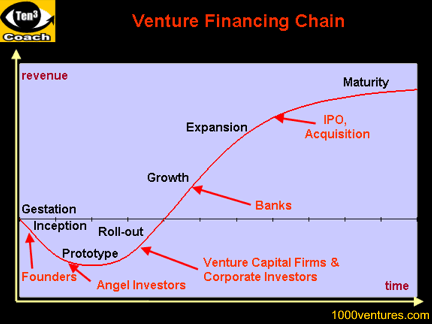 Ten3
Coach
Venture Financing Chain
revenue
Maturity
IPO,
Acquisition
Expansion
Growth
Banks
Gestation
Inception
Roll-out
Prototype
Venture Capital Firms &
Corporate Investors
Founders
Angel Investors
time
1000ventures.com